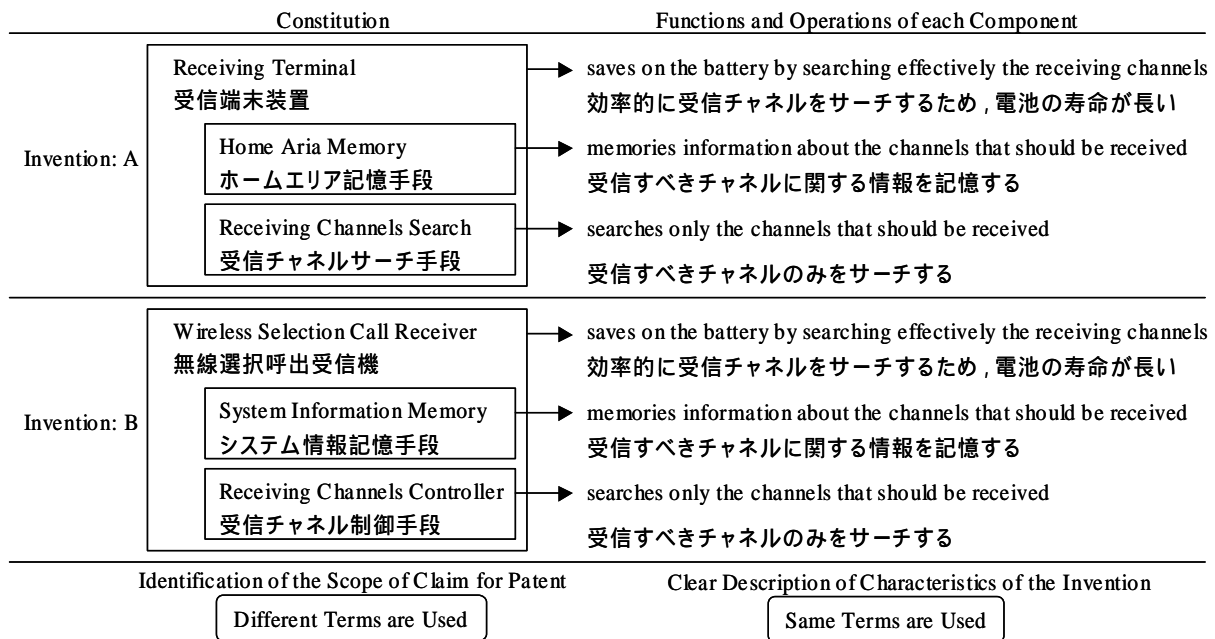 Constitution
Functions and Operations of each Component
Invention: A
Receiving Terminal
受信端末装置
saves on the battery by searching effectively the receiving channels
効率的に受信チャネルをサーチするため , 電池の寿命が長い
Home Aria Memory
ホームエリア記憶手段
memories information about the channels that should be received
受信すべきチャネルに関する情報を記憶する
Receiving Channels Search
受信チャネルサーチ手段
searches only the channels that should be received
受信すべきチャネルのみをサーチする
Invention: B
Wireless Selection Call Receiver
無線選択呼出受信機
saves on the battery by searching effectively the receiving channels
効率的に受信チャネルをサーチするため , 電池の寿命が長い
System Information Memory
システム情報記憶手段
memories information about the channels that should be received
受信すべきチャネルに関する情報を記憶する
Receiving Channels Controller
受信チャネル制御手段
searches only the channels that should be received
受信すべきチャネルのみをサーチする
Identification of the Scope of Claim for Patent
Different Terms are Used
Clear Description of Characteristics of the Invention
Same Terms are Used